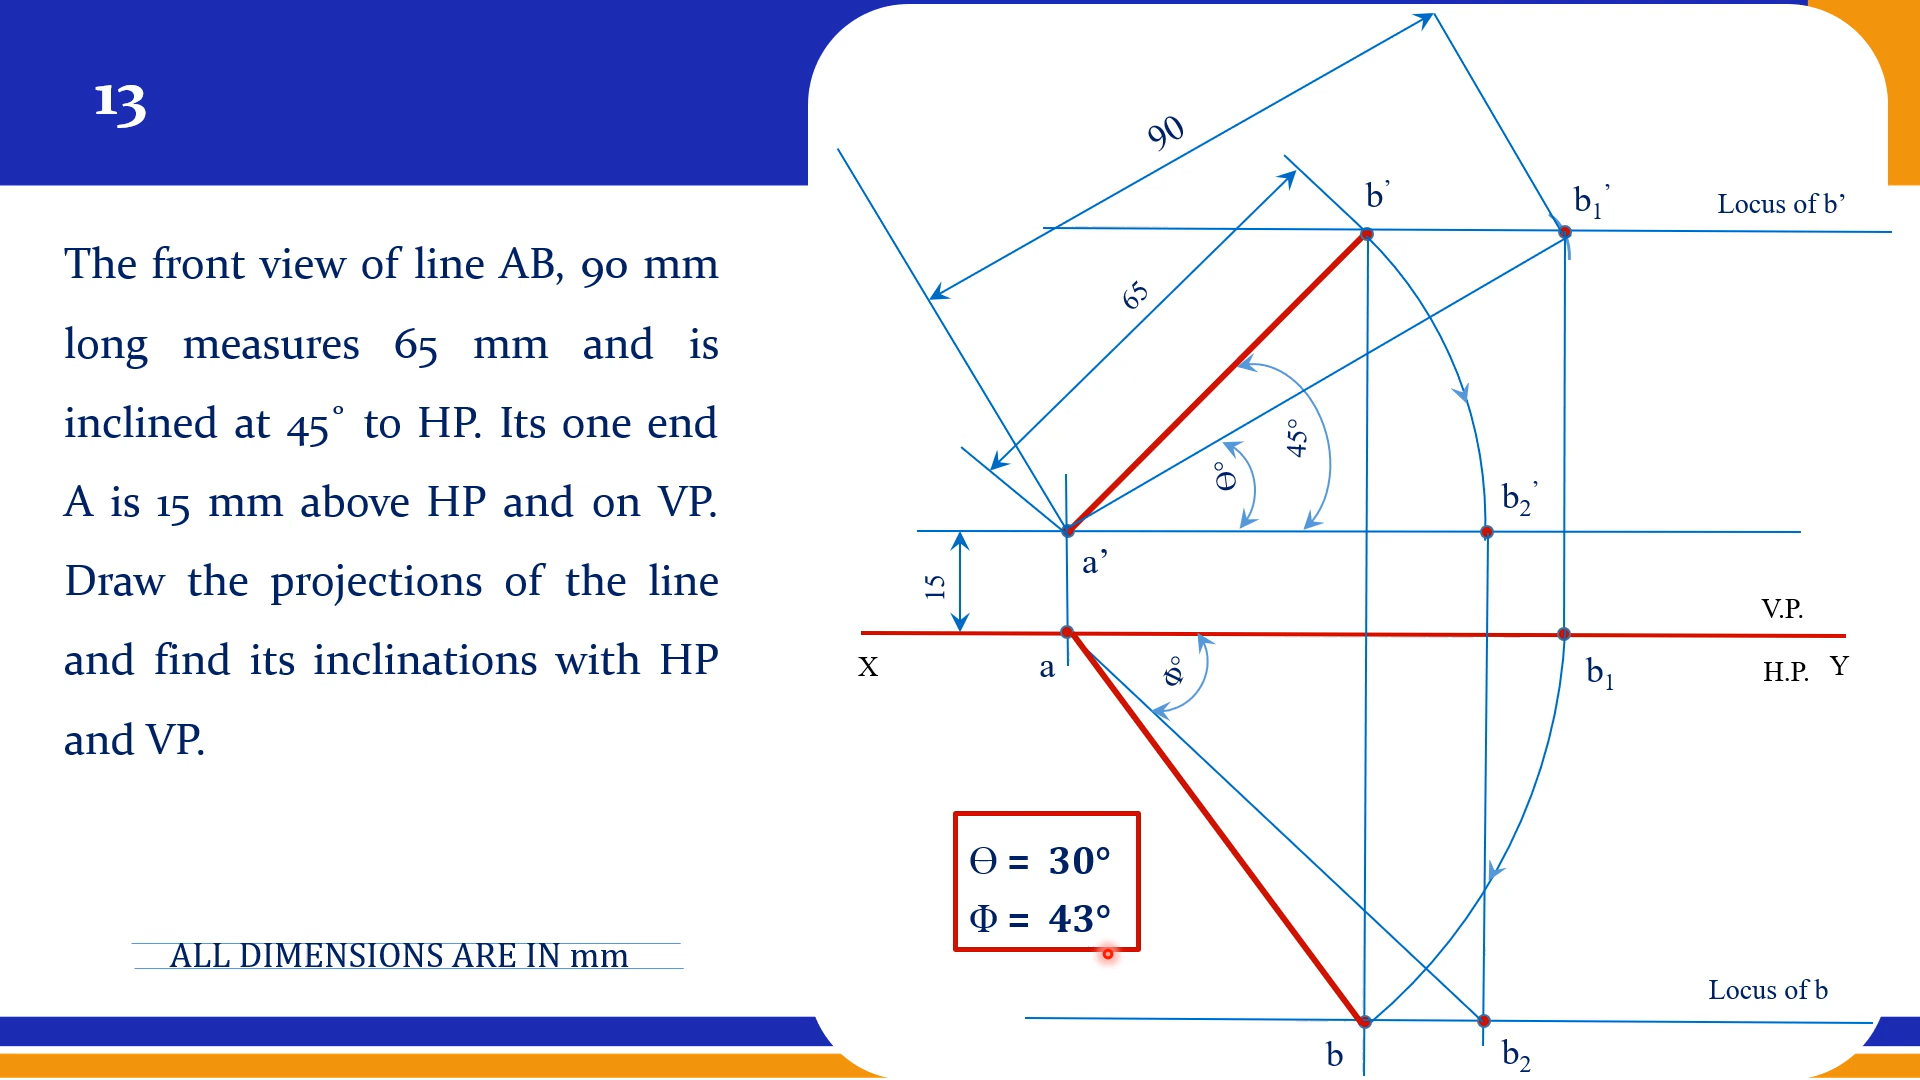 13
The front view of line AB, 90 mm
long measures 65 mm and is
inclined at 45° to HP. Its one end
A is 15 mm above HP and on VP.
Draw the projections of the line
and find its inclinations with HP
and VP.
ALL DIMENSIONS ARE IN mm
90
65
b’
b₁’
Locus of b’
45°
Ѳ°
b₂’
a’
15
V.P.
X
a
Φ°
b₁
H.P.
Y
Ѳ = 30°
Φ = 43°
Locus of b
b
b₂